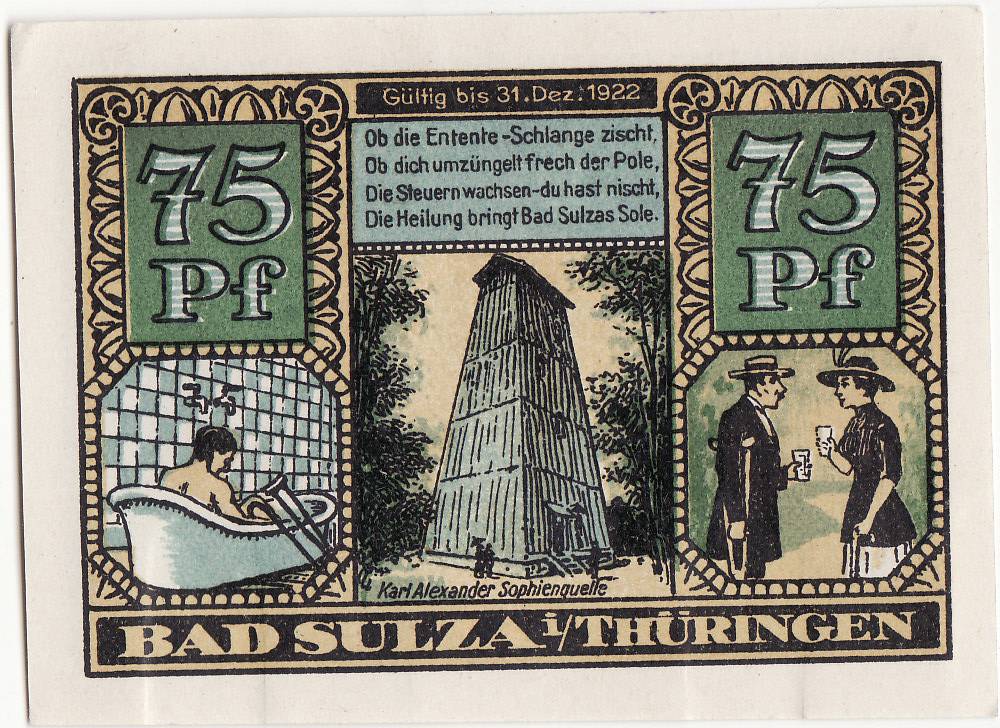 Gültig bis 31. Dez. 1922
75
Pf
Ob die Entente-Schlange zischt,
Ob dich umzüngelt frech der Pole,
Die Steuern wachsen-du hast nischt,
Die Heilung bringt Bad Sulzas Sole.
75
Pf
Karl Alexander Sophienquelle
BAD SULZA i/THÜRINGEN